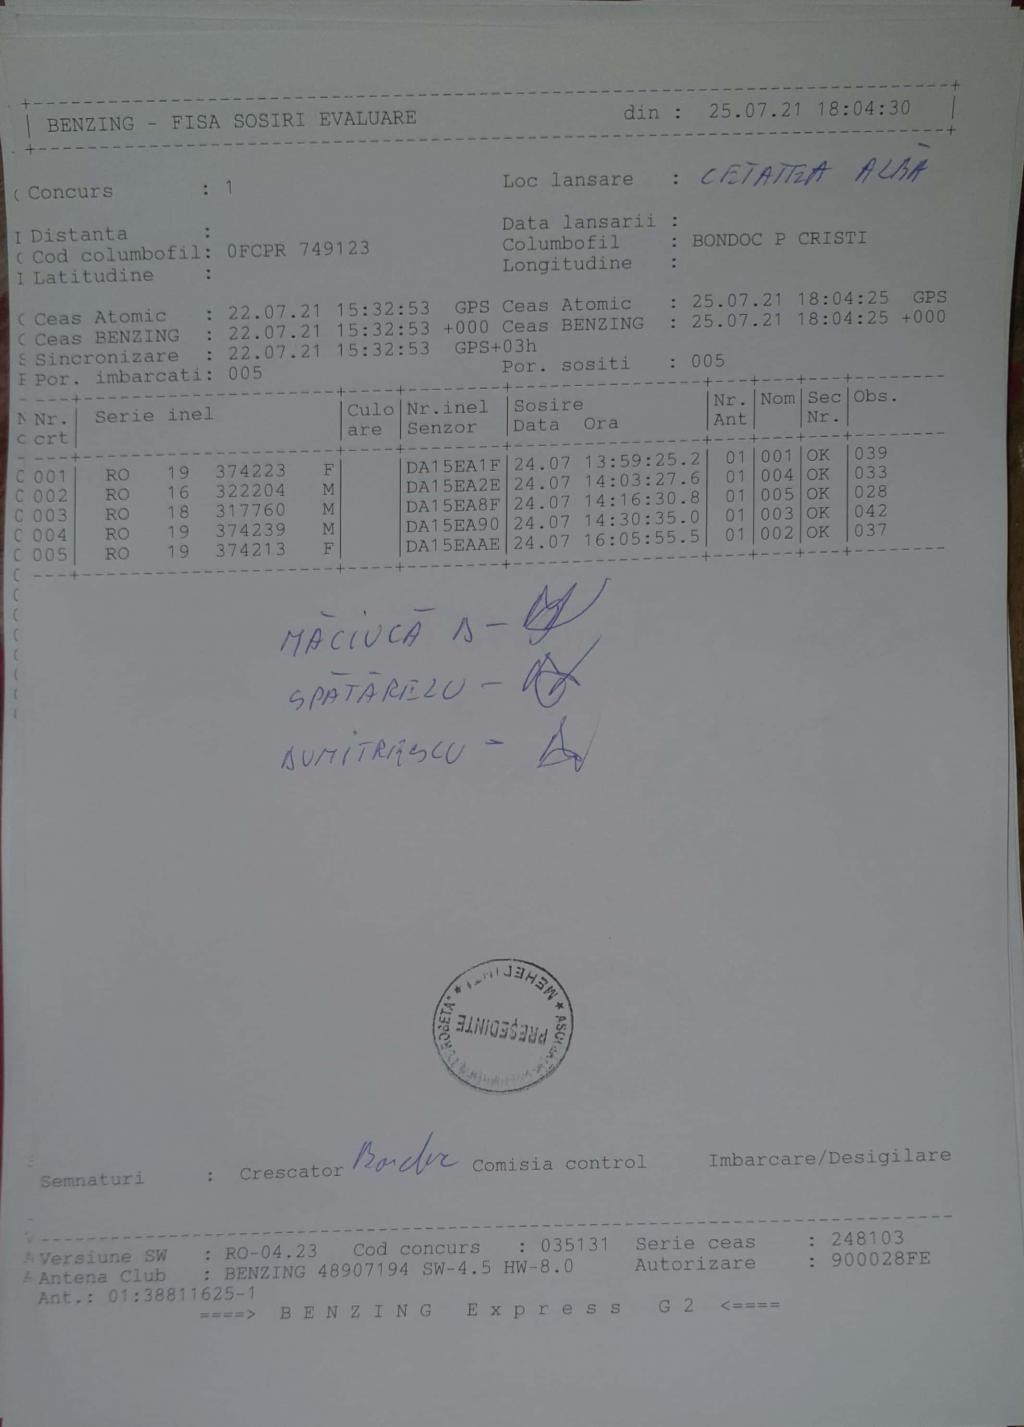 BENZING - FISA SOSIRI EVALUARE din : 25.07.21 18:04:30
Concurs : 1 Loc lansare : CETATEA ALBĂ
Data lansarii :
Distanta :
Cod columbofil: 0FCPR 749123 Columbofil : BONDOC P CRISTI
Latitudine : Longitudine :
Ceas Atomic : 22.07.21 15:32:53 GPS Ceas Atomic : 25.07.21 18:04:25 GPS
Ceas BENZING : 22.07.21 15:32:53 +000 Ceas BENZING : 25.07.21 18:04:25 +000
Sincronizare : 22.07.21 15:32:53 GPS+03h
Por. imbarcati: 005 Por. sositi : 005
Nr. Serie inel Culo Nr.inel Sosire Nr. Nom Sec Obs.
crt are Senzor Data Ora Ant Nr.
001 RO 19 374223 F DA15EA1F 24.07 13:59:25.2 01 001 OK 039
002 RO 16 322204 M DA15EA2E 24.07 14:03:27.6 01 004 OK 033
003 RO 18 317760 M DA15EA8F 24.07 14:16:30.8 01 005 OK 028
004 RO 19 374239 M DA15EA90 24.07 14:30:35.0 01 003 OK 042
005 RO 19 374213 F DA15EAAE 24.07 16:05:55.5 01 002 OK 037
MĂCIUCĂ D -
SPĂTĂRELU -
DUMITRESCU -
MEHEDINȚI
PREŞEDINTE
Semnaturi : Crescator Bondoc Comisia control Imbarcare/Desigilare
Versiune SW : RO-04.23 Cod concurs : 035131 Serie ceas : 248103
Antena Club : BENZING 48907194 SW-4.5 HW-8.0 Autorizare : 900028FE
Ant.: 01:38811625-1
====> B E N Z I N G E x p r e s s G 2 <====